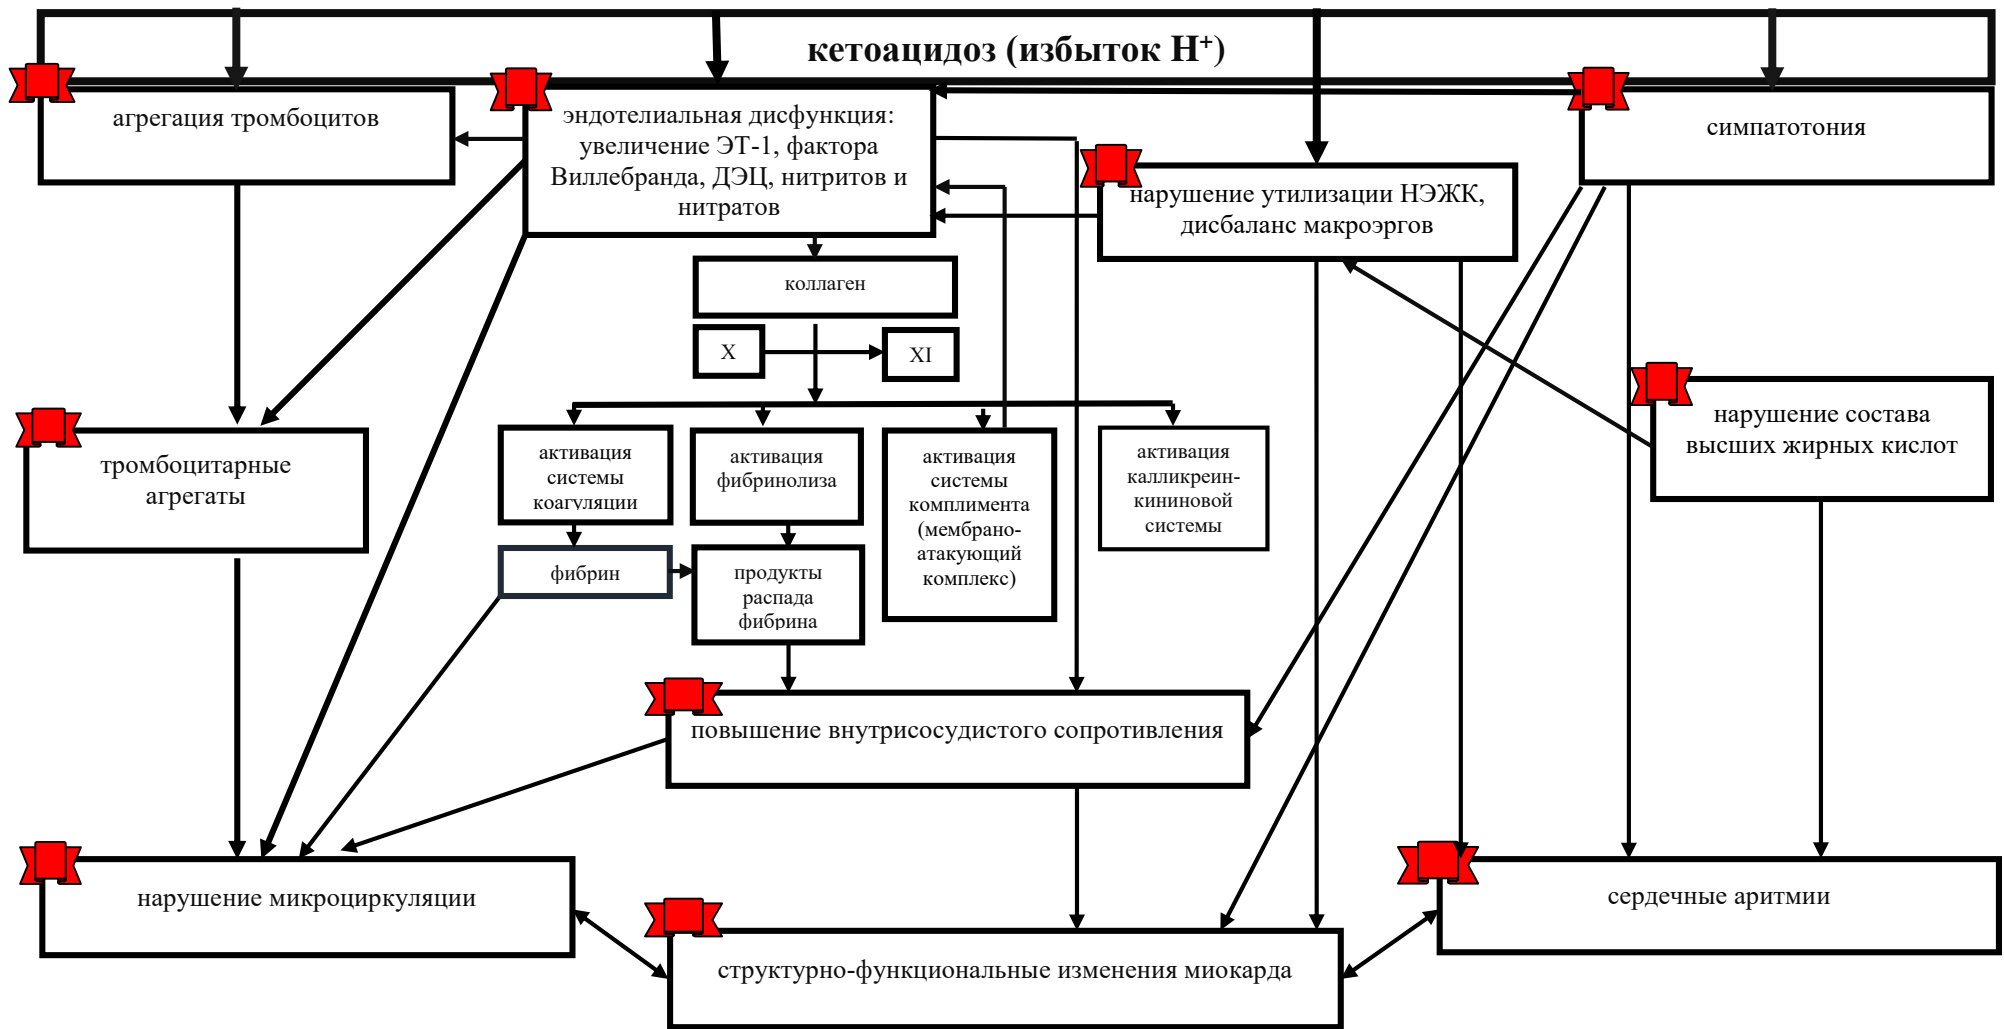 кетоацидоз (избыток Н⁺)
агрегация тромбоцитов
эндотелиальная дисфункция:
увеличение ЭТ-1, фактора
Виллебранда, ДЭЦ, нитритов и
нитратов
симпатотония
нарушение утилизации НЭЖК,
дисбаланс макроэргов
коллаген
X
XI
нарушение состава
высших жирных кислот
тромбоцитарные
агрегаты
активация
системы
коагуляции
активация
фибринолиза
активация
системы
комплимента
(мембрано-
атакующий
комплекс)
активация
калликреин-
кининовой
системы
фибрин
продукты
распада
фибрина
повышение внутрисосудистого сопротивления
нарушение микроциркуляции
сердечные аритмии
структурно-функциональные изменения миокарда